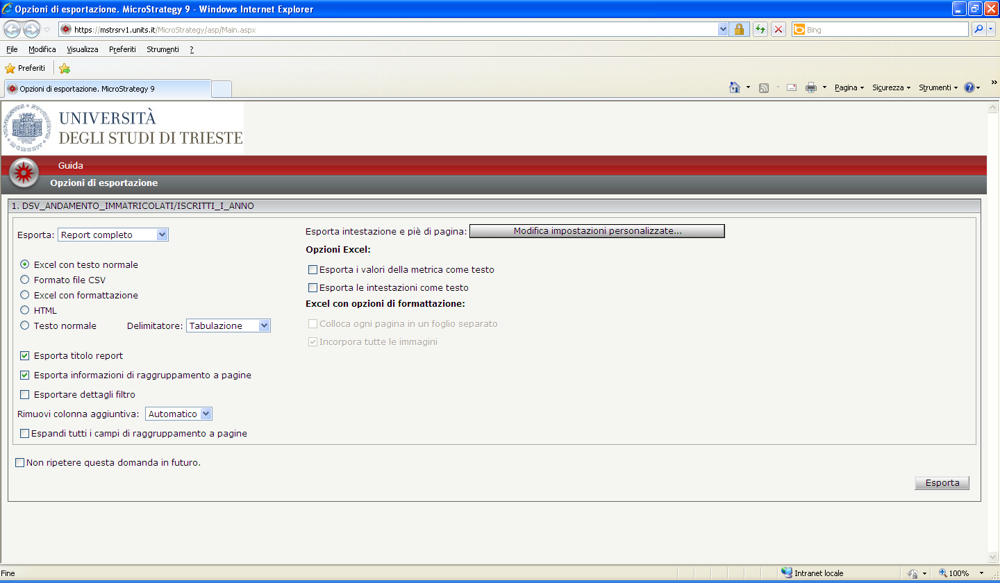 Opzioni di esportazione. MicroStrategy 9 - Windows Internet Explorer
https://mstrsrv1.units.it/MicroStrategy/asp/Main.aspx
Bing
File Modifica Visualizza Preferiti Strumenti ?
Preferiti
Opzioni di esportazione. MicroStrategy 9
Pagina Sicurezza Strumenti
UNIVERSITÀ
DEGLI STUDI DI TRIESTE
Guida
Opzioni di esportazione
1. DSV_ANDAMENTO_IMMATRICOLATI/ISCRITTI_I_ANNO
Esporta: Report completo
Excel con testo normale
Formato file CSV
Excel con formattazione
HTML
Testo normale Delimitatore: Tabulazione
Esporta titolo report
Esporta informazioni di raggruppamento a pagine
Esportare dettagli filtro
Rimuovi colonna aggiuntiva: Automatico
Espandi tutti i campi di raggruppamento a pagine
Esporta intestazione e piè di pagina: Modifica impostazioni personalizzate...
Opzioni Excel:
Esporta i valori della metrica come testo
Esporta le intestazioni come testo
Excel con opzioni di formattazione:
Colloca ogni pagina in un foglio separato
Incorpora tutte le immagini
Non ripetere questa domanda in futuro.
Esporta
Fine
Intranet locale
100%